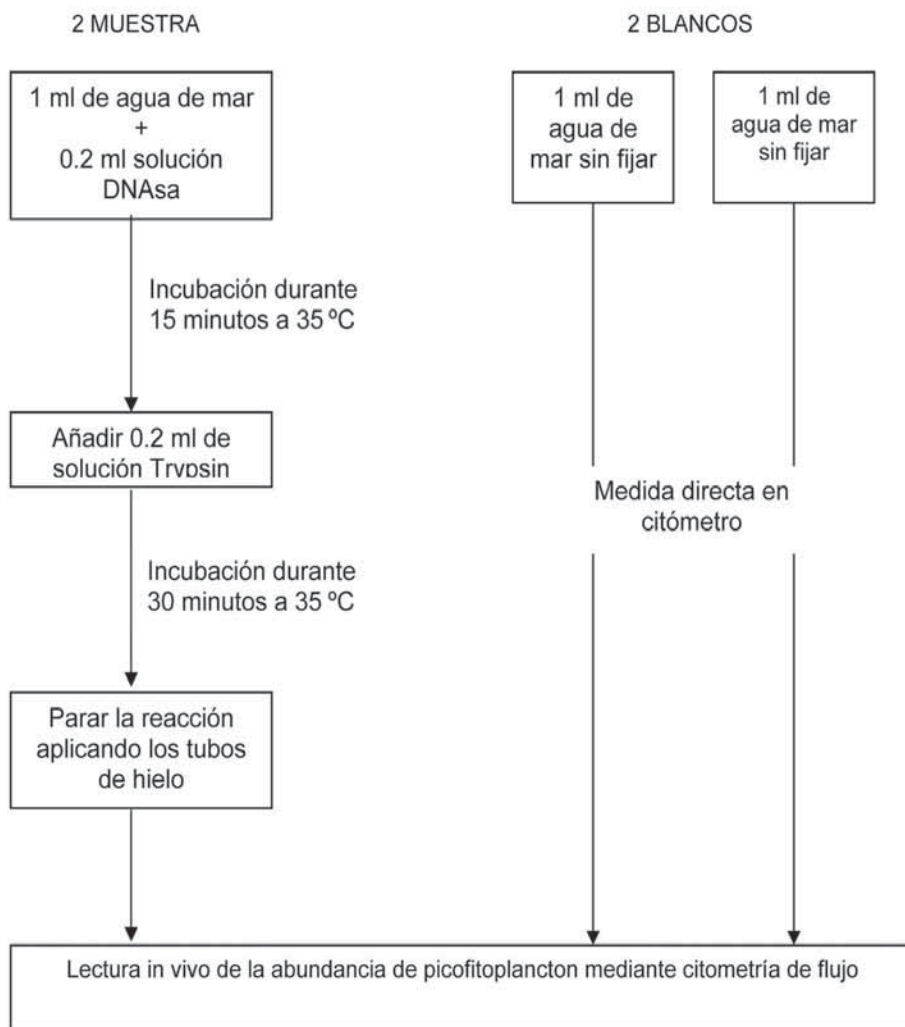 2 MUESTRA
2 BLANCOS
1 ml de agua de mar
+
0.2 ml solución
DNAsa
1 ml de
agua de
mar sin fijar
1 ml de
agua de mar
sin fijar
Incubación durante
15 minutos a 35 ºC
Añadir 0.2 ml de
solución Trypsin
Medida directa en
citómetro
Incubación durante
30 minutos a 35 ºC
Parar la reacción
aplicando los tubos
de hielo
Lectura in vivo de la abundancia de picofitoplancton mediante citometría de flujo